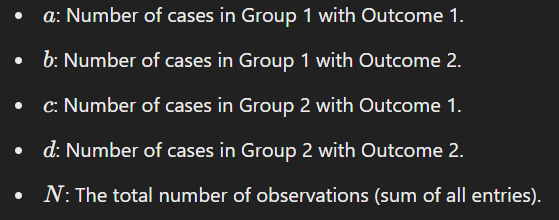 • a: Number of cases in Group 1 with Outcome 1.
• b: Number of cases in Group 1 with Outcome 2.
• c: Number of cases in Group 2 with Outcome 1.
• d: Number of cases in Group 2 with Outcome 2.
• N: The total number of observations (sum of all entries).